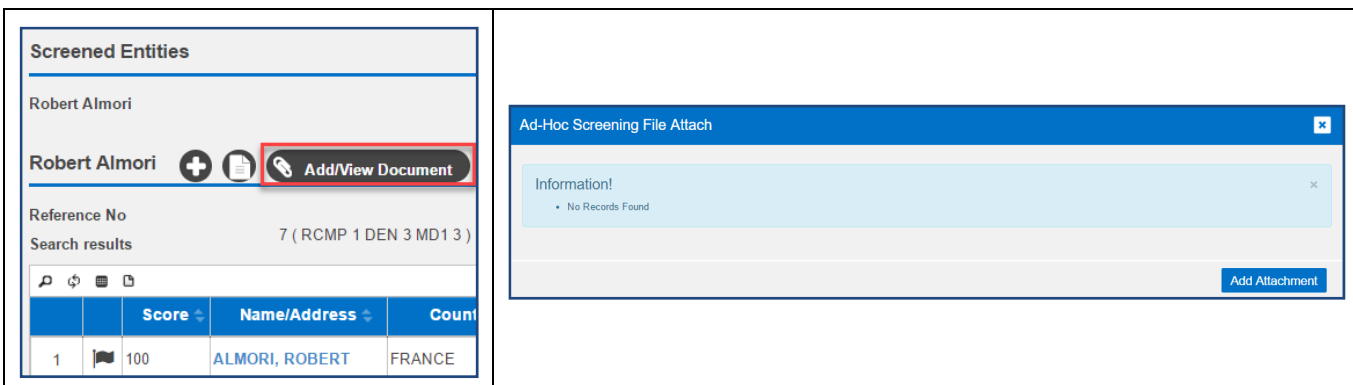 Screened Entities
Robert Almori
Robert Almori Add/View Document
Reference No
Search results 7 ( RCMP 1 DEN 3 MD1 3 )
Score Name/Address Count
1 100 ALMORI, ROBERT FRANCE
Ad-Hoc Screening File Attach
Information!
No Records Found
Add Attachment